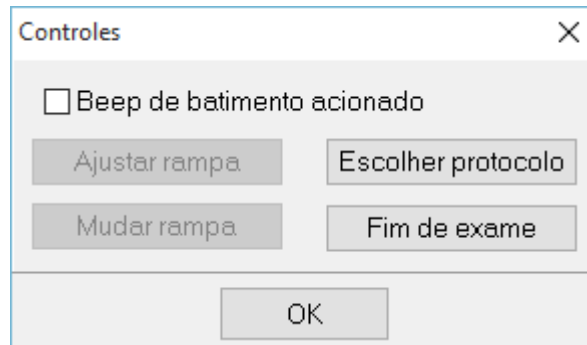 Controles
Beep de batimento acionado
Ajustar rampa
Escolher protocolo
Mudar rampa
Fim de exame
OK